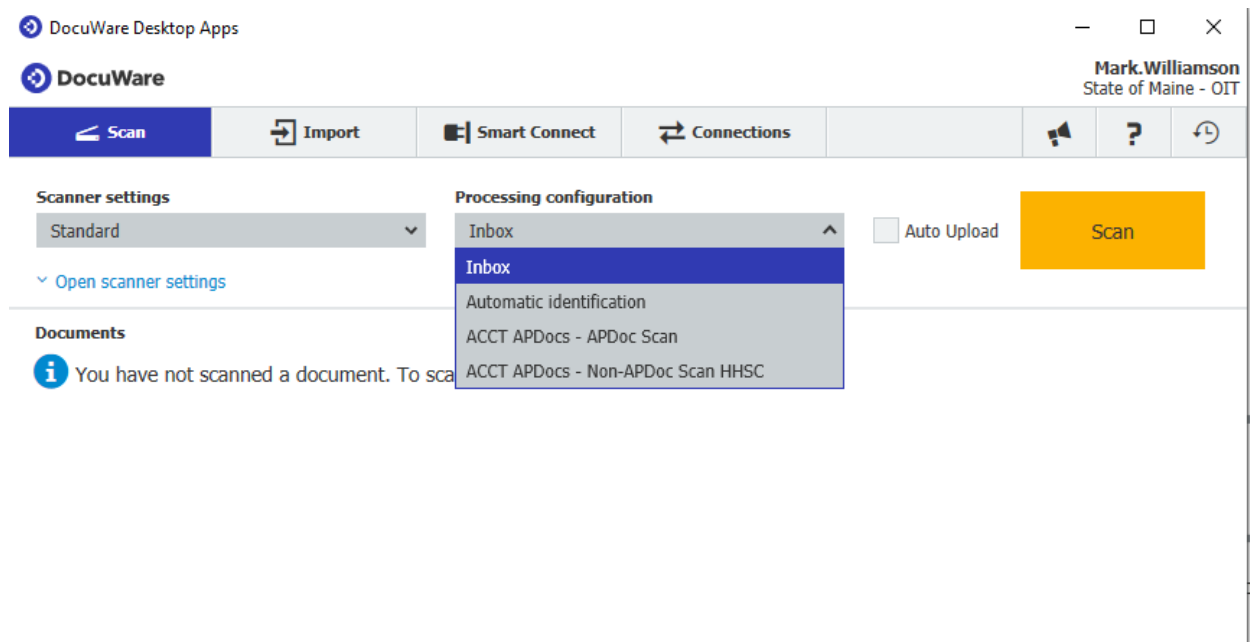 DocuWare Desktop Apps
DocuWare
Mark.Williamson
State of Maine - OIT
Scan
Import
Smart Connect
Connections
?
Scanner settings
Processing configuration
Standard
Inbox
Auto Upload
Scan
Inbox
Open scanner settings
Automatic identification
Documents
ACCT APDocs - APDoc Scan
You have not scanned a document. To sca
ACCT APDocs - Non-APDoc Scan HHSC